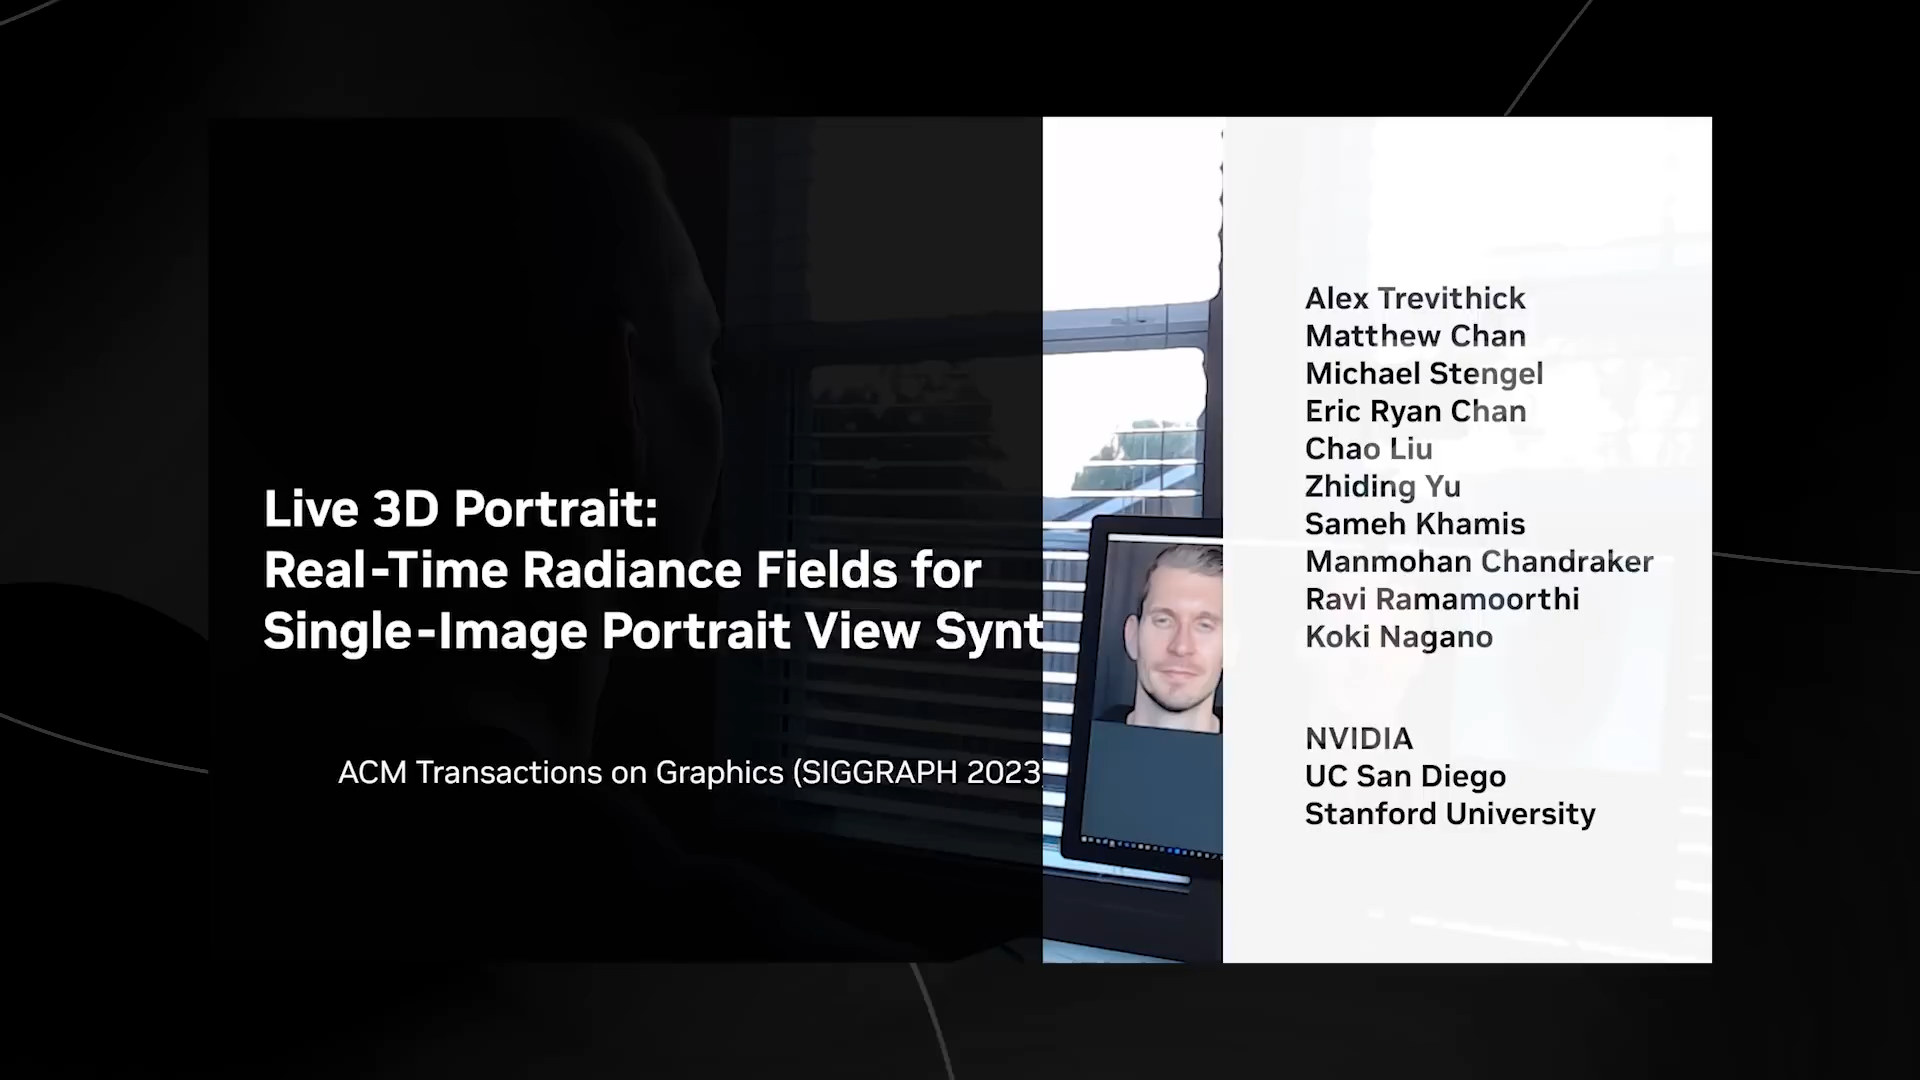 Live 3D Portrait:
Real-Time Radiance Fields for
Single-Image Portrait View Synt
ACM Transactions on Graphics (SIGGRAPH 2023
Alex Trevithick
Matthew Chan
Michael Stengel
Eric Ryan Chan
Chao Liu
Zhiding Yu
Sameh Khamis
Manmohan Chandraker
Ravi Ramamoorthi
Koki Nagano
NVIDIA
UC San Diego
Stanford University